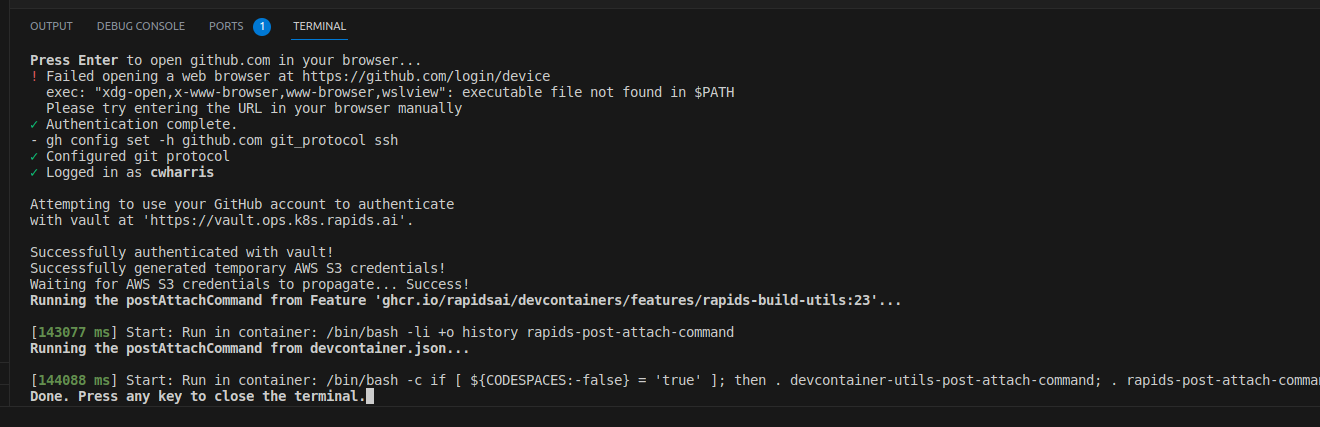 OUTPUT DEBUG CONSOLE PORTS 1 TERMINAL
Press Enter to open github.com in your browser...
! Failed opening a web browser at https://github.com/login/device
exec: "xdg-open,x-www-browser,www-browser,wslview": executable file not found in $PATH
Please try entering the URL in your browser manually
✓ Authentication complete.
- gh config set -h github.com git_protocol ssh
✓ Configured git protocol
✓ Logged in as cwharris
Attempting to use your GitHub account to authenticate
with vault at 'https://vault.ops.k8s.rapids.ai'.
Successfully authenticated with vault!
Successfully generated temporary AWS S3 credentials!
Waiting for AWS S3 credentials to propagate... Success!
Running the postAttachCommand from Feature 'ghcr.io/rapidsai/devcontainers/features/rapids-build-utils:23'...
[143077 ms] Start: Run in container: /bin/bash -li +o history rapids-post-attach-command
Running the postAttachCommand from devcontainer.json...
[144088 ms] Start: Run in container: /bin/bash -c if [ ${CODESPACES:-false} = 'true' ]; then . devcontainer-utils-post-attach-command; . rapids-post-attach-comma
Done. Press any key to close the terminal.